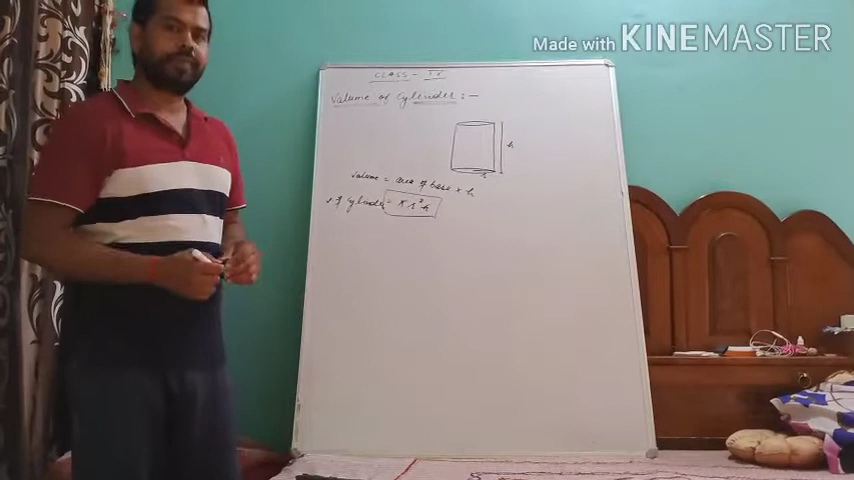 Made with KINEMASTER
CLASS - IX
Volume of Cylinder : -
h
r
volume = area of base × h
v of Cylinder = π r² h